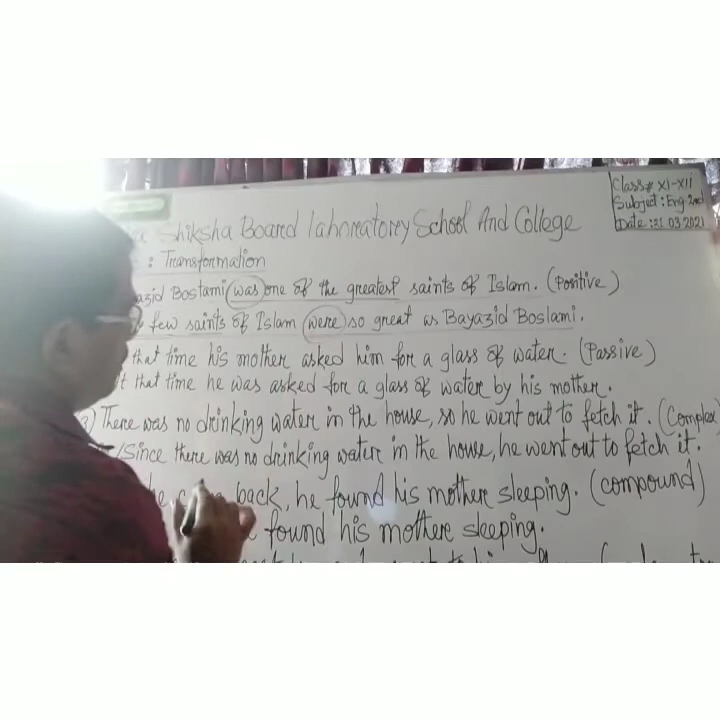 Class# XI-XII
Subject : Eng 2nd
Date : 21.03.2021
Shiksha Board Laboratory School And College
: Transformation
azid Bostami was one of the greatest saints of Islam. (Positive)
few saints of Islam were so great as Bayazid Boslami.
that time his mother asked him for a glass of water. (Passive)
t that time he was asked for a glass of water by his mother.
3) There was no drinking water in the house, so he went out to fetch it. (Complex)
/Since there was no drinking water in the house, he went out to fetch it.
he back, he found his mother sleeping. (compound)
found his mother sleeping.